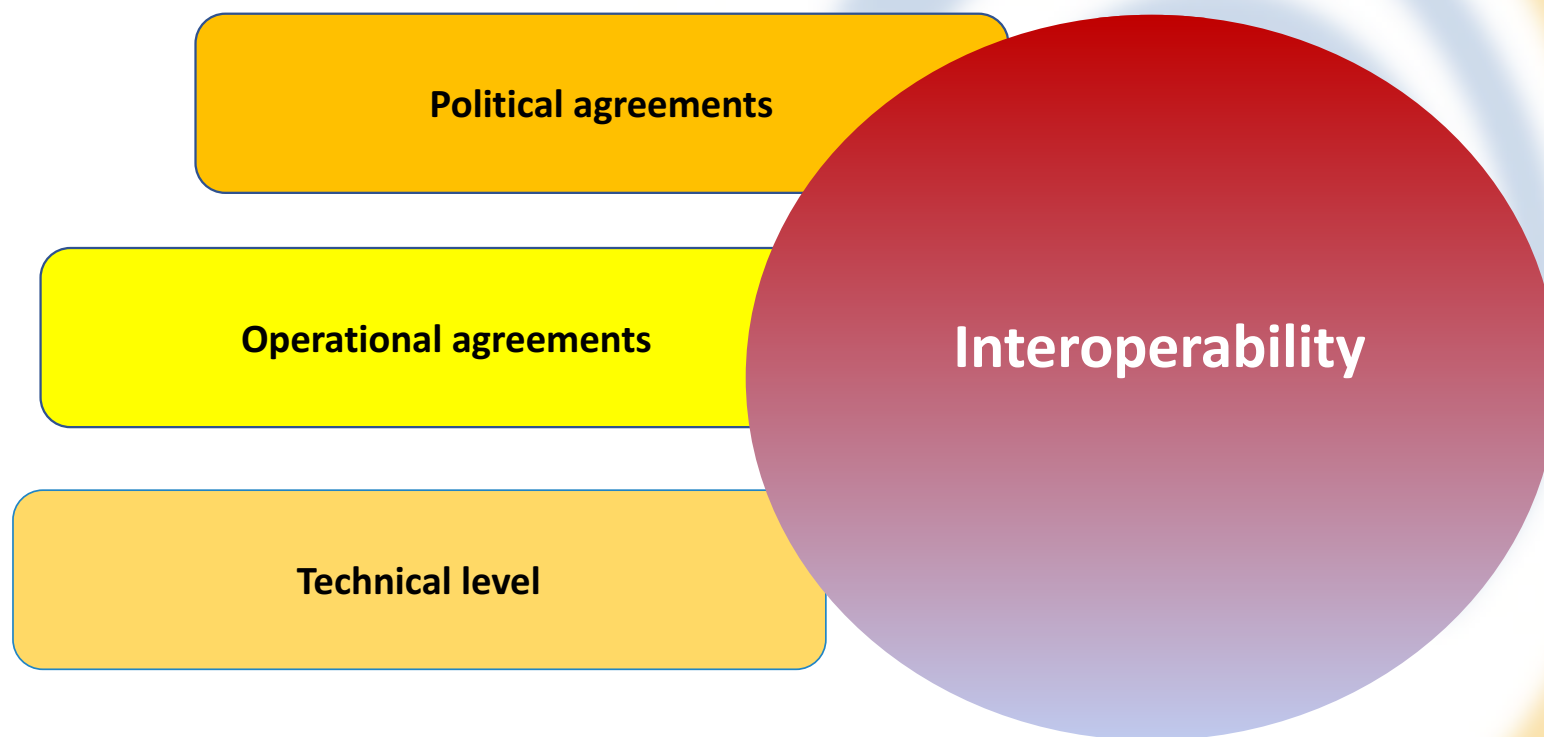 Political agreements
Operational agreements
Interoperability
Technical level